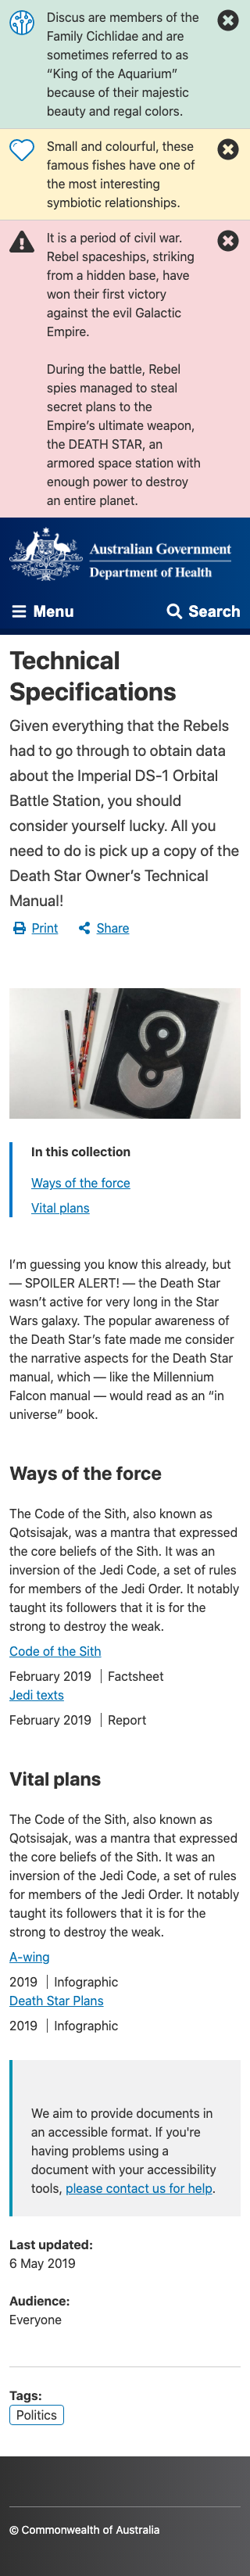 Discus are members of the
Family Cichlidae and are
sometimes referred to as
“King of the Aquarium”
because of their majestic
beauty and regal colors.
Small and colourful, these
famous fishes have one of
the most interesting
symbiotic relationships.
It is a period of civil war.
Rebel spaceships, striking
from a hidden base, have
won their first victory
against the evil Galactic
Empire.
During the battle, Rebel
spies managed to steal
secret plans to the
Empire’s ultimate weapon,
the DEATH STAR, an
armored space station with
enough power to destroy
an entire planet.
Australian Government
Department of Health
Menu Search
Technical
Specifications
Given everything that the Rebels
had to go through to obtain data
about the Imperial DS-1 Orbital
Battle Station, you should
consider yourself lucky. All you
need to do is pick up a copy of the
Death Star Owner’s Technical
Manual!
Print Share
In this collection
Ways of the force
Vital plans
I’m guessing you know this already, but
— SPOILER ALERT! — the Death Star
wasn’t active for very long in the Star
Wars galaxy. The popular awareness of
the Death Star’s fate made me consider
the narrative aspects for the Death Star
manual, which — like the Millennium
Falcon manual — would read as an “in
universe” book.
Ways of the force
The Code of the Sith, also known as
Qotsisajak, was a mantra that expressed
the core beliefs of the Sith. It was an
inversion of the Jedi Code, a set of rules
for members of the Jedi Order. It notably
taught its followers that it is for the
strong to destroy the weak.
Code of the Sith
February 2019 | Factsheet
Jedi texts
February 2019 | Report
Vital plans
The Code of the Sith, also known as
Qotsisajak, was a mantra that expressed
the core beliefs of the Sith. It was an
inversion of the Jedi Code, a set of rules
for members of the Jedi Order. It notably
taught its followers that it is for the
strong to destroy the weak.
A-wing
2019 | Infographic
Death Star Plans
2019 | Infographic
We aim to provide documents in
an accessible format. If you're
having problems using a
document with your accessibility
tools, please contact us for help.
Last updated:
6 May 2019
Audience:
Everyone
Tags:
Politics
© Commonwealth of Australia